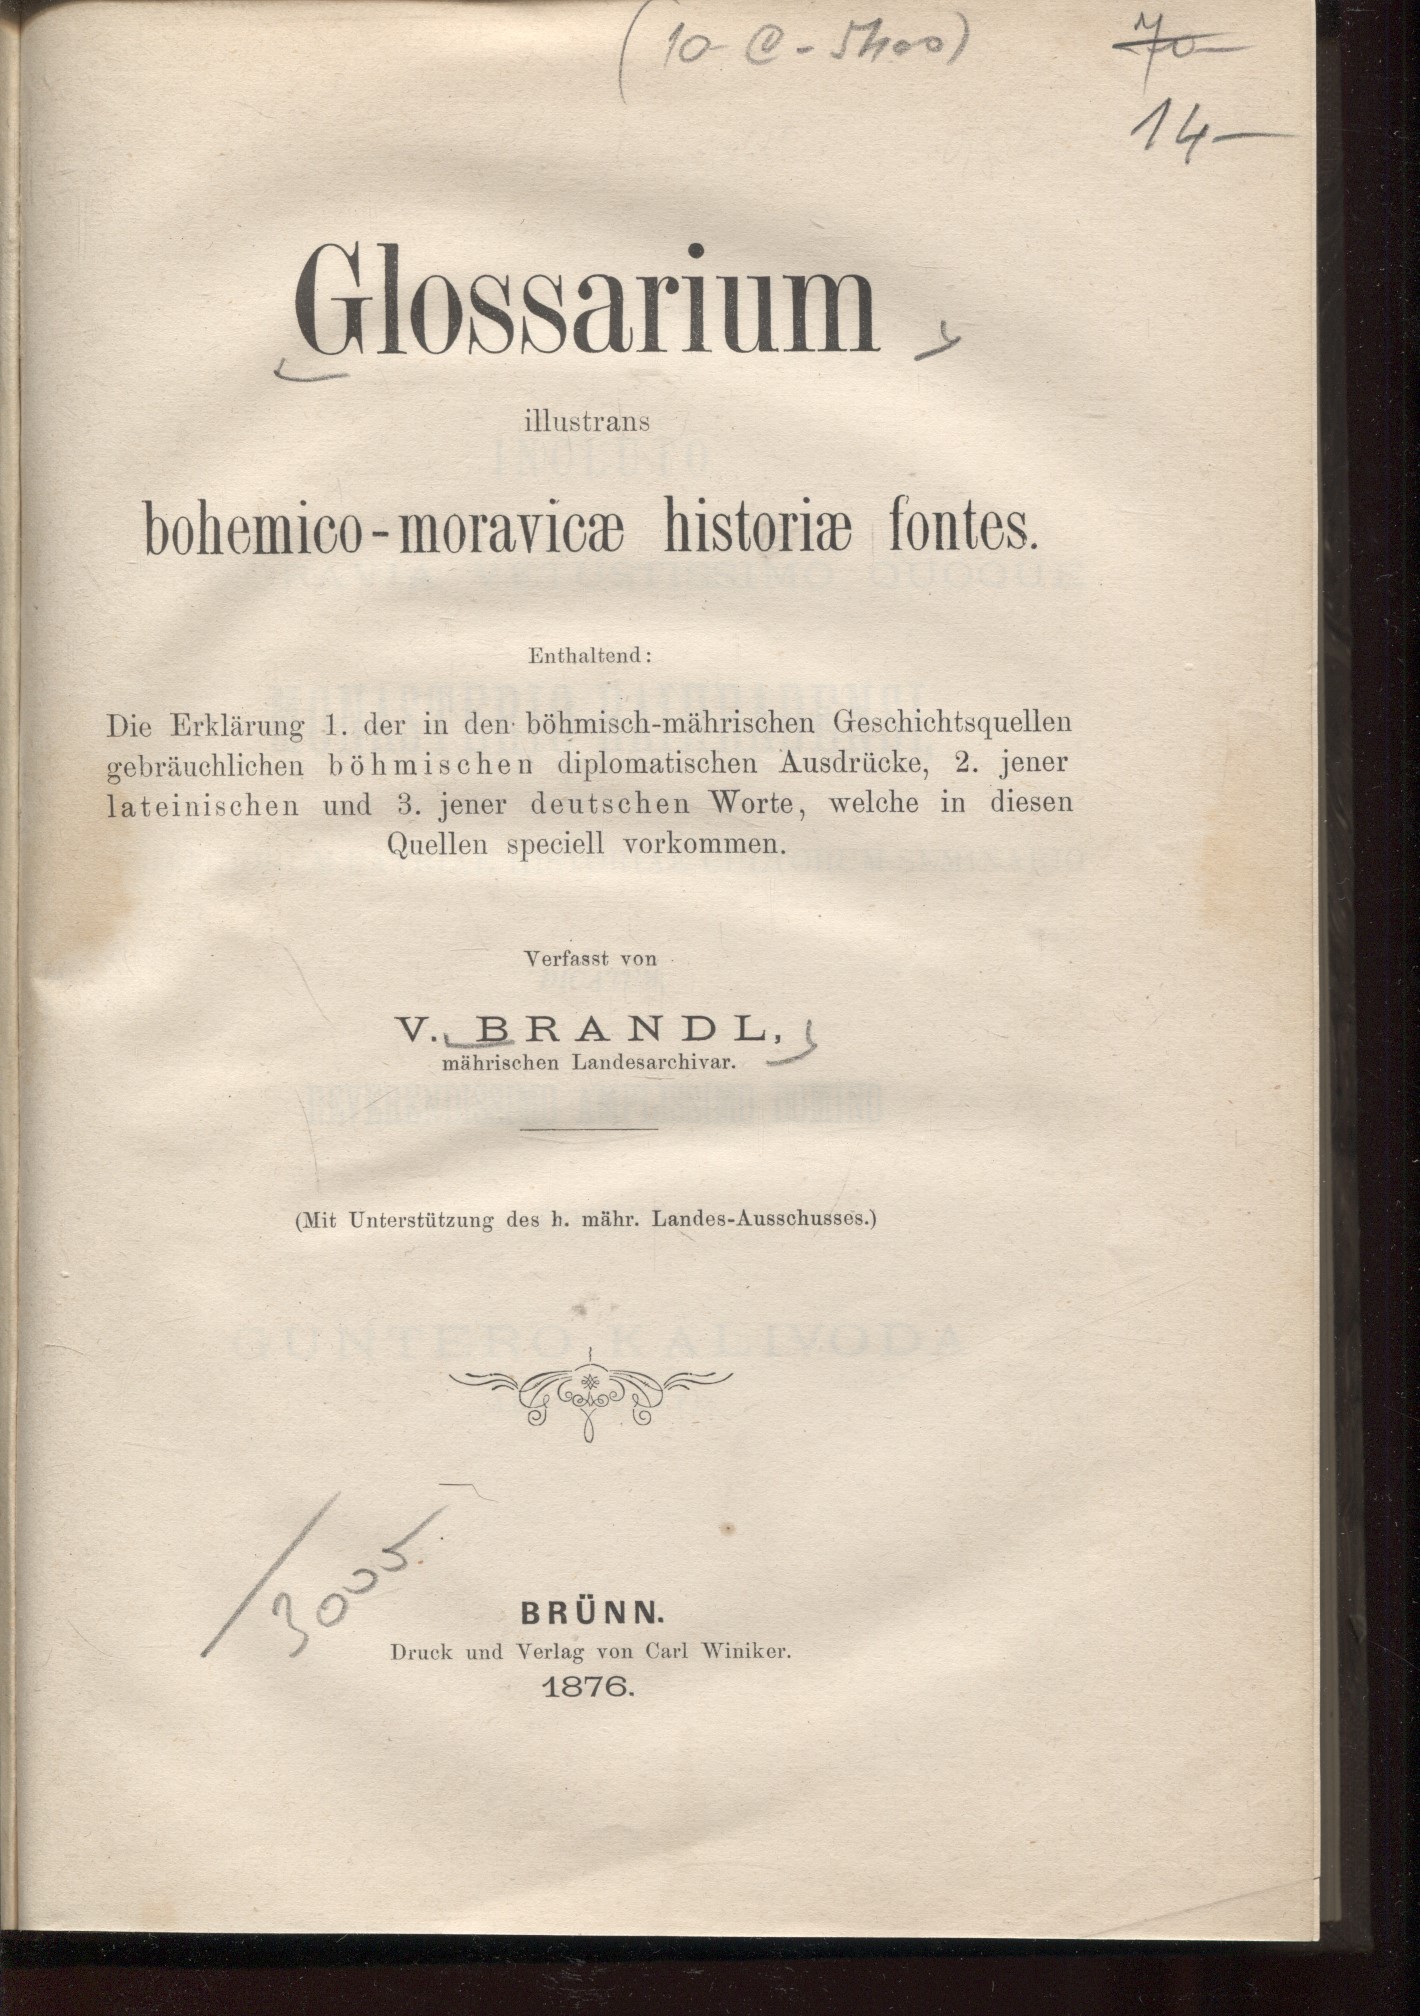 (10-C-5400)
70-
14-
Glossarium
illustrans
bohemico-moravicæ historiæ fontes.
Enthaltend:
Die Erklärung 1. der in den böhmisch-mährischen Geschichtsquellen
gebräuchlichen böhmischen diplomatischen Ausdrücke, 2. jener
lateinischen und 3. jener deutschen Worte, welche in diesen
Quellen speciell vorkommen.
Verfasst von
V. BRANDL,
mährischen Landesarchivar.
(Mit Unterstützung des h. mähr. Landes-Ausschusses.)
GUNTERO KALIVODA
3005
BRÜNN.
Druck und Verlag von Carl Winiker.
1876.